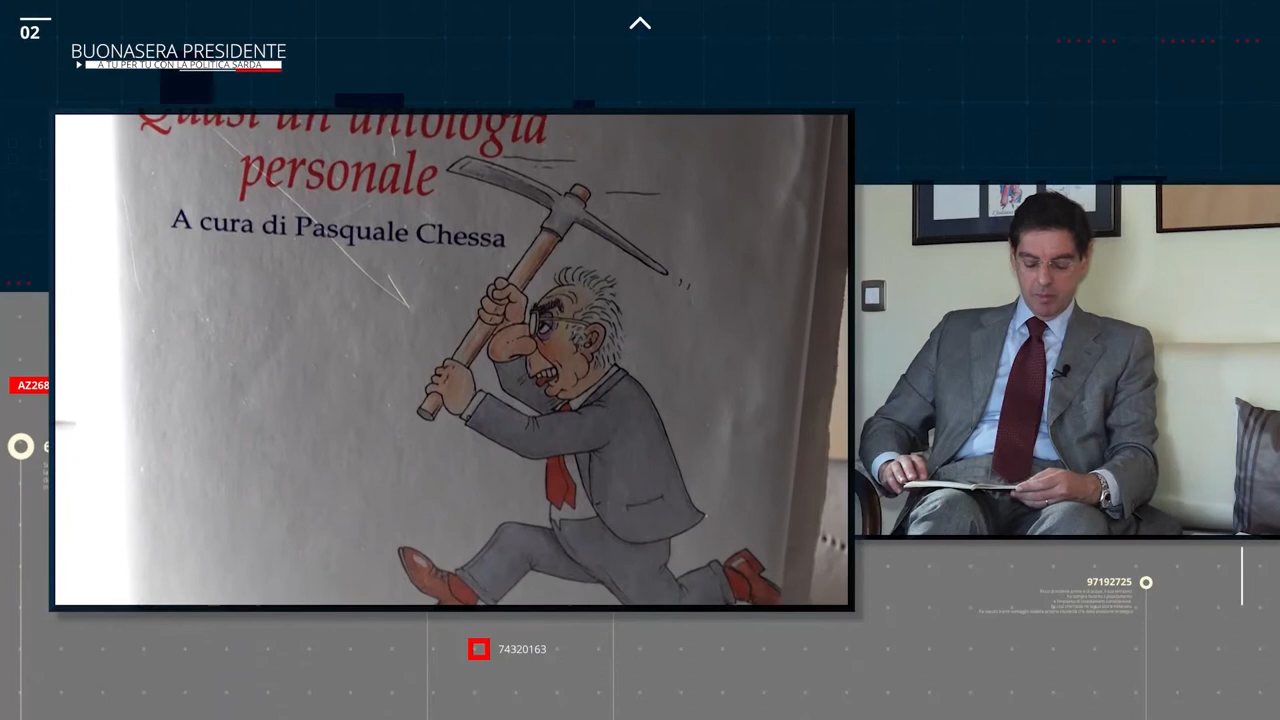 02
BUONASERA PRESIDENTE
A TU PER TU CON LA POLITICA SARDA
Quasi un'antologia
personale
A cura di Pasquale Chessa
AZ268
97192725
74320163